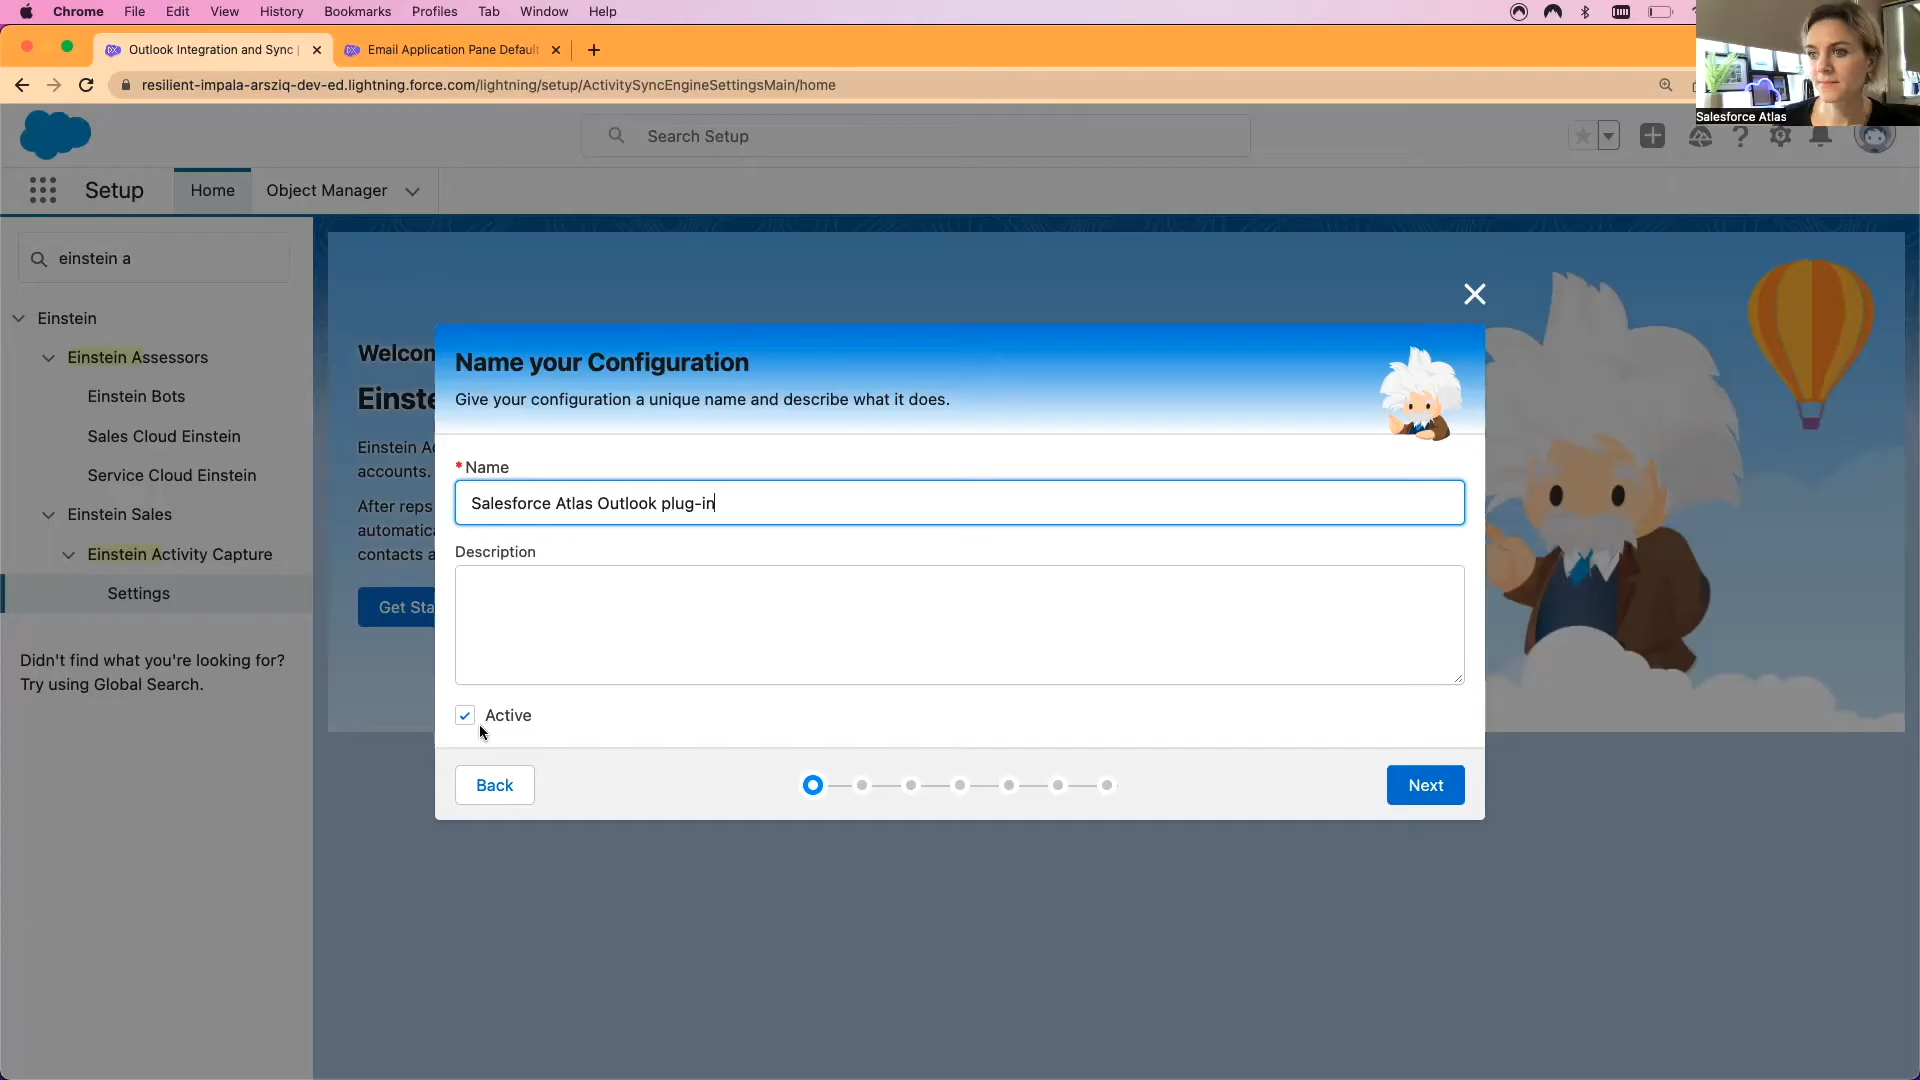 Chrome File Edit View History Bookmarks Profiles Tab Window Help
Outlook Integration and Sync |
Email Application Pane Default
resilient-impala-arsziq-dev-ed.lightning.force.com/lightning/setup/ActivitySyncEngineSettingsMain/home
Salesforce Atlas
Search Setup
Setup Home Object Manager
einstein a
Einstein
Einstein Assessors
Einstein Bots
Sales Cloud Einstein
Service Cloud Einstein
Einstein Sales
Einstein Activity Capture
Settings
Didn't find what you're looking for?
Try using Global Search.
Welcom
Einste
Einstein A
accounts.
After reps
automatica
contacts a
Get Sta
Name your Configuration
Give your configuration a unique name and describe what it does.
* Name
Salesforce Atlas Outlook plug-in
Description
Active
Back
Next